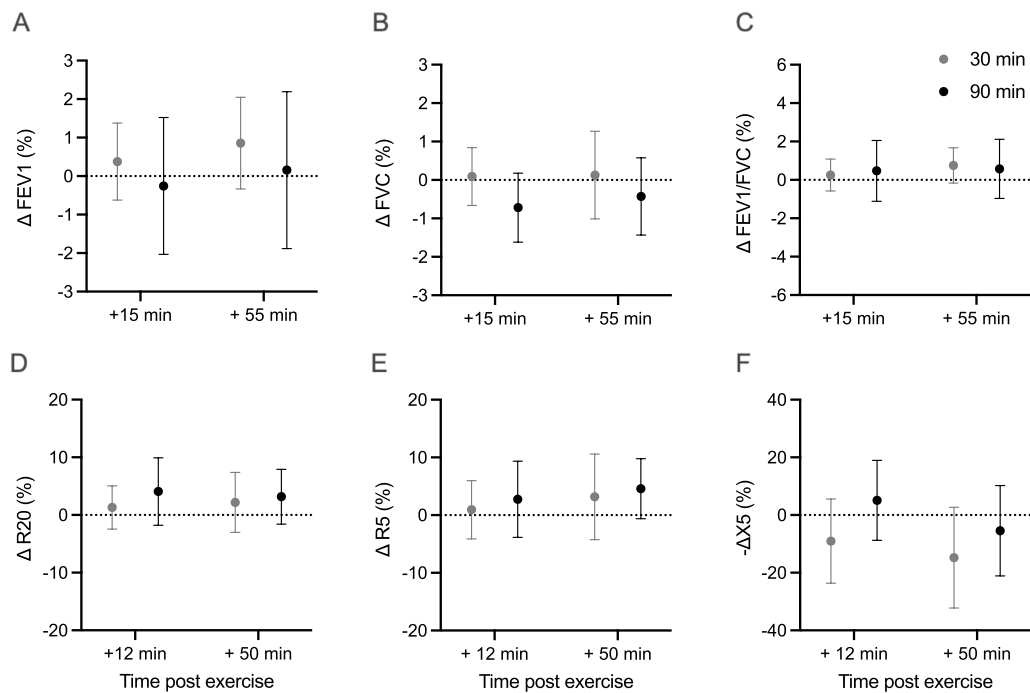 A
Δ FEV1 (%)
3
2
1
0
-1
-2
-3
+15 min
+ 55 min
B
Δ FVC (%)
3
2
1
0
-1
-2
-3
+15 min
+ 55 min
C
30 min
90 min
Δ FEV1/FVC (%)
6
4
2
0
-2
-4
-6
+15 min
+ 55 min
D
Δ R20 (%)
20
10
0
-10
-20
+12 min
+ 50 min
Time post exercise
E
Δ R5 (%)
20
10
0
-10
-20
+ 12 min
+ 50 min
Time post exercise
F
-ΔX5 (%)
40
20
0
-20
-40
+ 12 min
+ 50 min
Time post exercise